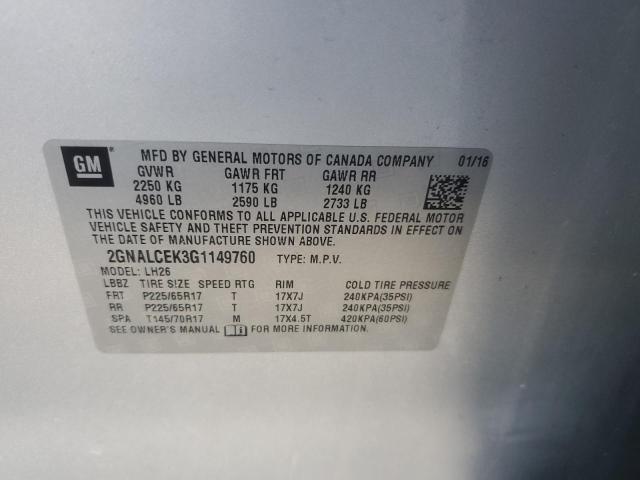 GM
MFD BY GENERAL MOTORS OF CANADA COMPANY 01/16
GVWR GAWR FRT GAWR RR
2250 KG 1175 KG 1240 KG
4960 LB 2590 LB 2733 LB
THIS VEHICLE CONFORMS TO ALL APPLICABLE U.S. FEDERAL MOTOR
VEHICLE SAFETY AND THEFT PREVENTION STANDARDS IN EFFECT ON
THE DATE OF MANUFACTURE SHOWN ABOVE.
2GNALCEK3G1149760 TYPE: M.P.V.
MODEL: LH26
LBBZ TIRE SIZE SPEED RTG RIM COLD TIRE PRESSURE
FRT P225/65R17 T 17X7J 240KPA(35PSI)
RR P225/65R17 T 17X7J 240KPA(35PSI)
SPA T145/70R17 M 17X4.5T 420KPA(60PSI)
SEE OWNER'S MANUAL FOR MORE INFORMATION.